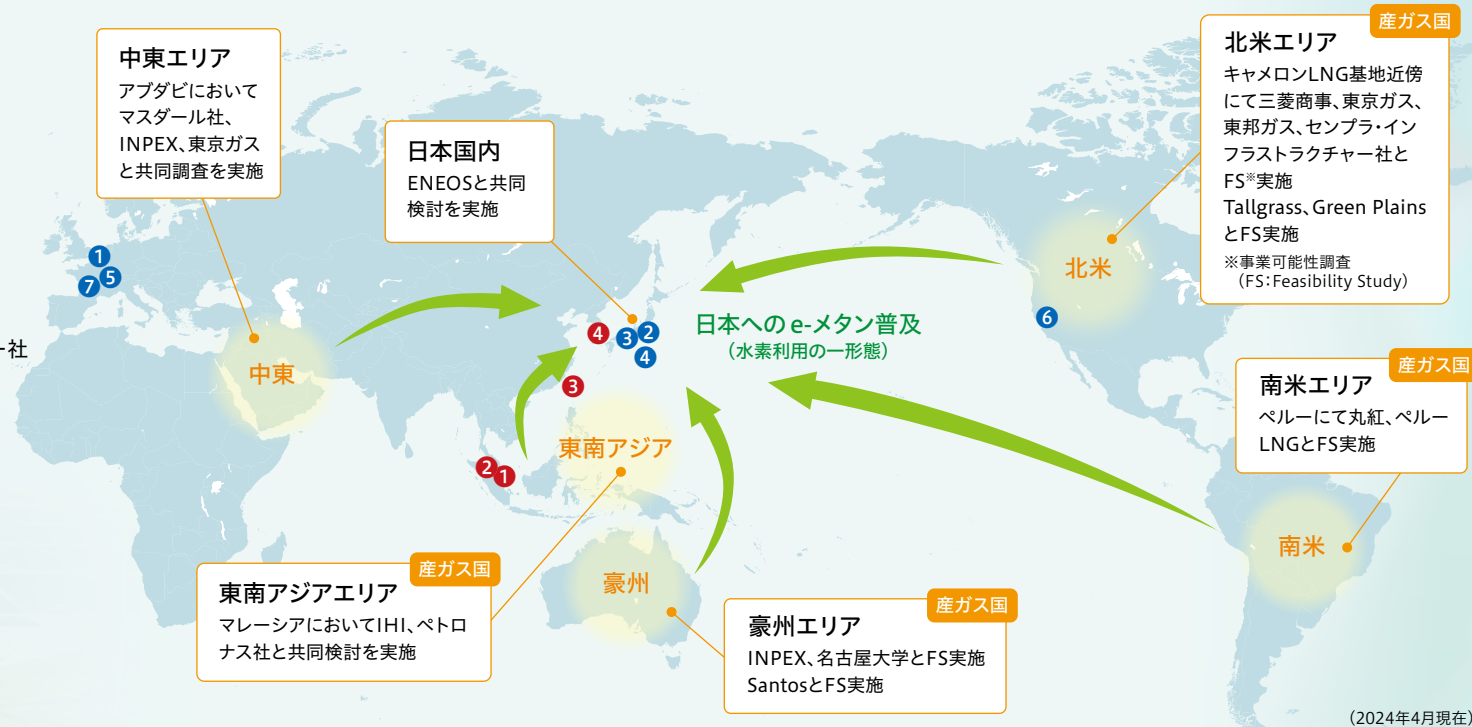 中東エリア
アブダビにおいて
マスダール社、
INPEX、東京ガス
と共同調査を実施
日本国内
ENEOSと共同
検討を実施
産ガス国
北米エリア
キャメロンLNG基地近傍
にて三菱商事、東京ガス、
東邦ガス、センプラ・イン
フラストラクチャー社と
FS※実施
Tallgrass、Green Plains
とFS実施
※事業可能性調査
（FS：Feasibility Study）
1
5
7
北米
6
4
3
2
4
日本へのe-メタン普及
（水素利用の一形態）
ー社
中東
3
産ガス国
南米エリア
ペルーにて丸紅、ペルー
LNGとFS実施
東南アジア
2
1
南米
産ガス国
東南アジアエリア
マレーシアにおいてIHI、ペトロ
ナス社と共同検討を実施
豪州
産ガス国
豪州エリア
INPEX、名古屋大学とFS実施
SantosとFS実施
（2024年4月現在）